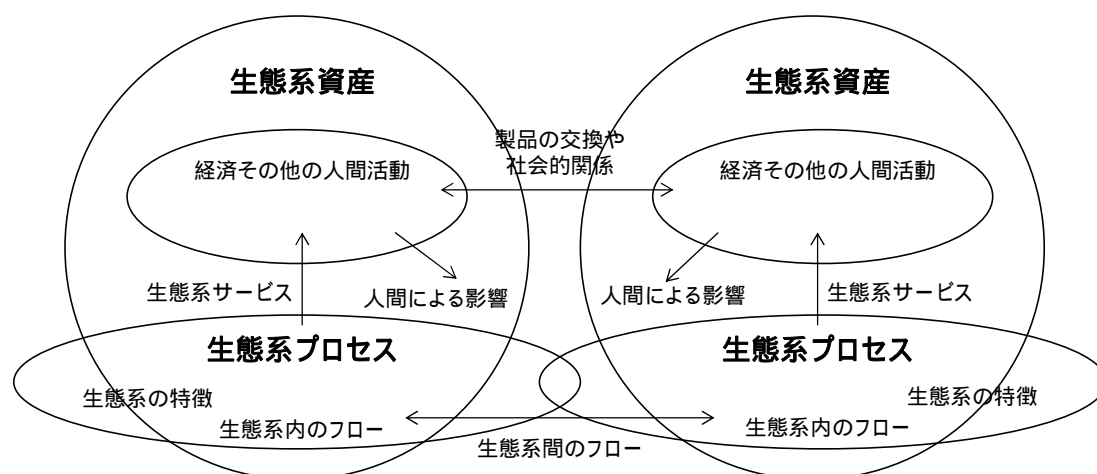 生態系資産
生態系資産
製品の交換や
社会的関係
経済その他の人間活動
経済その他の人間活動
生態系サービス
人間による影響
人間による影響
生態系サービス
生態系プロセス
生態系プロセス
生態系の特徴
生態系の特徴
生態系内のフロー
生態系内のフロー
生態系間のフロー